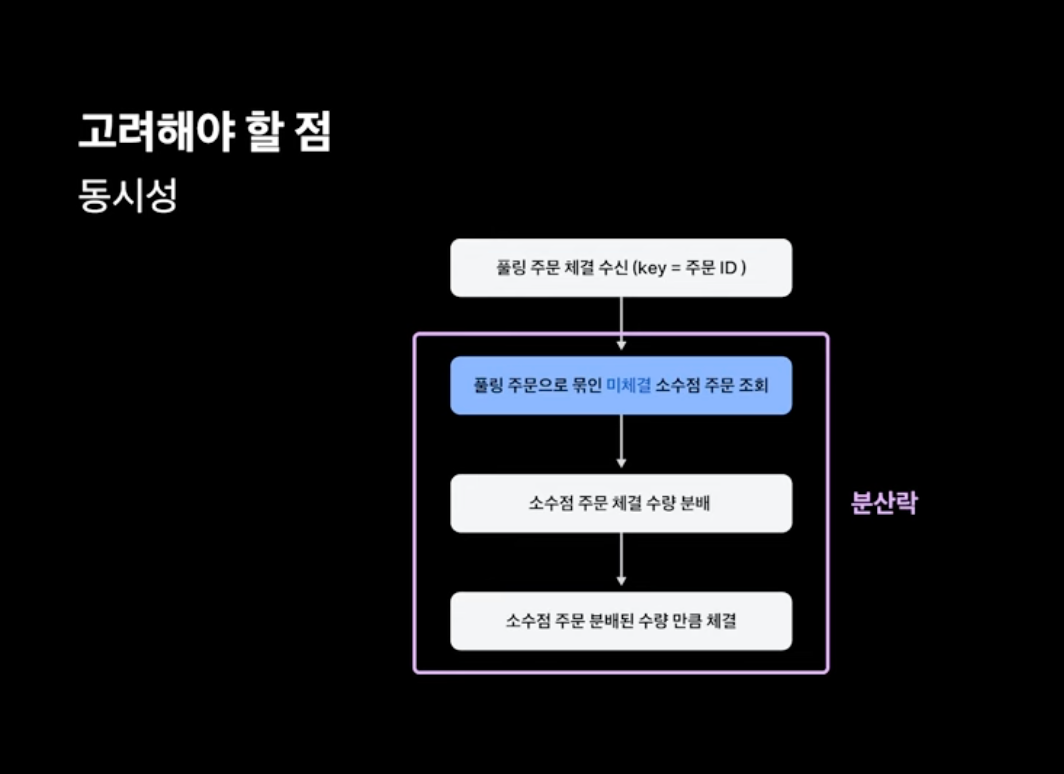 고려해야 할 점
동시성
풀링 주문 체결 수신 (key = 주문 ID )
풀링 주문으로 묶인 미체결 소수점 주문 조회
소수점 주문 체결 수량 분배
분산락
소수점 주문 분배된 수량 만큼 체결